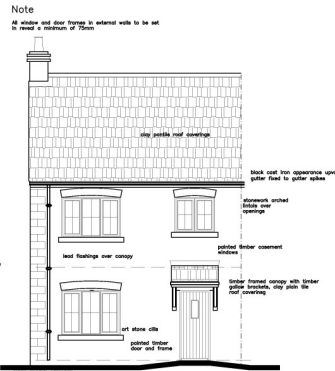 Note
All window and door frames in external walls to be set
in reveal a minimum of 75mm
clay pantile roof coverings
black cast iron appearance upvc
gutter fixed to gutter spikes
stonework arched
lintols over
openings
painted timber casement
windows
lead flashings over canopy
timber framed canopy with timber
gallow brackets, clay plain tile
roof covering
art stone cills
painted timber
door and frame